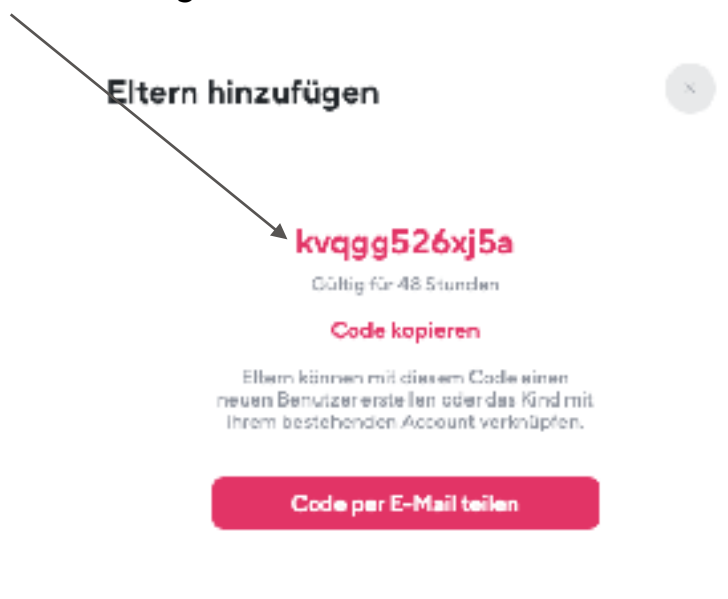 Eltern hinzufügen
kvqgg526xj5a
Gültig für 48 Stunden
Code kopieren
Eltern können mit diesem Code einen
neuen Benutzer erstellen oder das Kind mit
ihrem bestehenden Account verknüpfen.
Code per E-Mail teilen